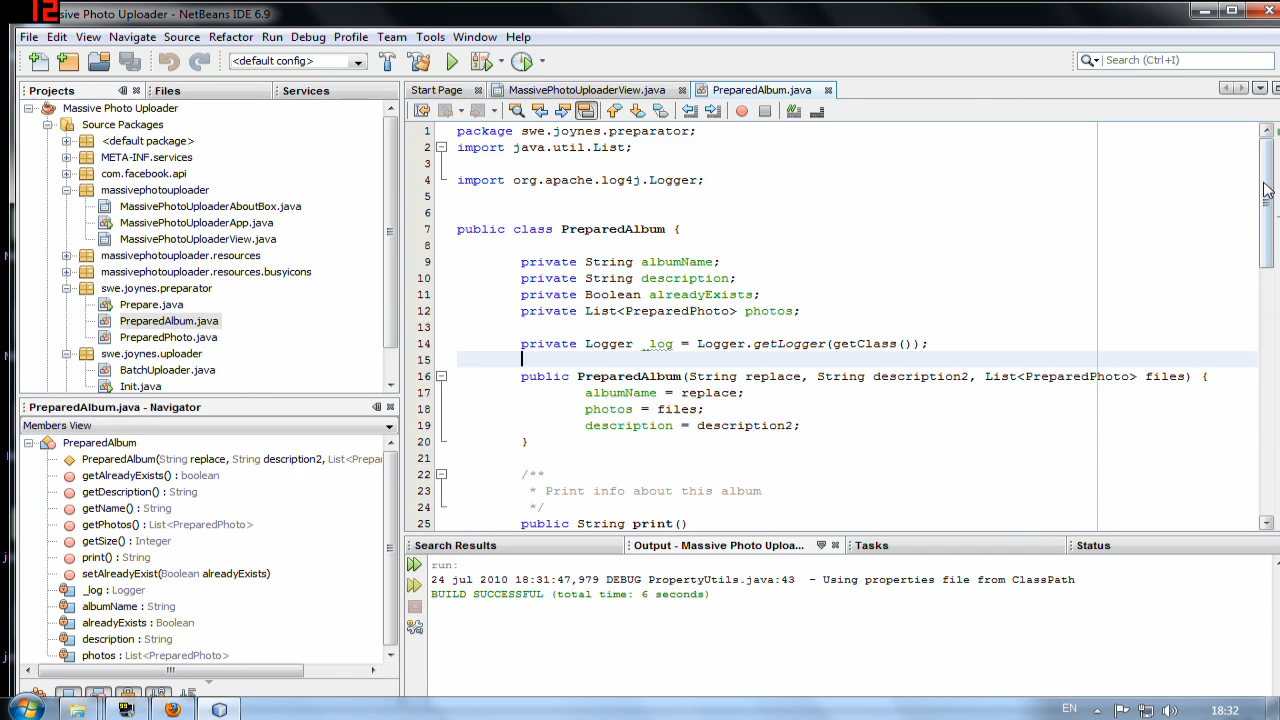 12
ssive Photo Uploader - NetBeans IDE 6.9
File Edit View Navigate Source Refactor Run Debug Profile Team Tools Window Help
<default config>
Search (Ctrl+I)
Projects Files Services
Massive Photo Uploader
Source Packages
<default package>
META-INF.services
com.facebook.api
massivephotouploader
MassivePhotoUploaderAboutBox.java
MassivePhotoUploaderApp.java
MassivePhotoUploaderView.java
massivephotouploader.resources
massivephotouploader.resources.busyicons
swe.joynes.preparator
Prepare.java
PreparedAlbum.java
PreparedPhoto.java
swe.joynes.uploader
BatchUploader.java
Init.java
PreparedAlbum.java - Navigator
Members View
PreparedAlbum
PreparedAlbum(String replace, String description2, List<Prepar
getAlreadyExists() : boolean
getDescription() : String
getName() : String
getPhotos() : List<PreparedPhoto>
getSize() : Integer
print() : String
setAlreadyExist(Boolean alreadyExists)
_log : Logger
albumName : String
alreadyExists : Boolean
description : String
photos : List<PreparedPhoto>
Start Page MassivePhotoUploaderView.java PreparedAlbum.java
1 package swe.joynes.preparator;
2 import java.util.List;
3
4 import org.apache.log4j.Logger;
5
6
7 public class PreparedAlbum {
8
9 private String albumName;
10 private String description;
11 private Boolean alreadyExists;
12 private List<PreparedPhoto> photos;
13
14 private Logger _log = Logger.getLogger(getClass());
15
16 public PreparedAlbum(String replace, String description2, List<PreparedPhoto> files) {
17 albumName = replace;
18 photos = files;
19 description = description2;
20 }
21
22 /**
23 * Print info about this album
24 */
25 public String print()
Search Results Output - Massive Photo Uploa... Tasks Status
run:
24 jul 2010 18:31:47,979 DEBUG PropertyUtils.java:43 - Using properties file from ClassPath
BUILD SUCCESSFUL (total time: 6 seconds)
EN 18:32